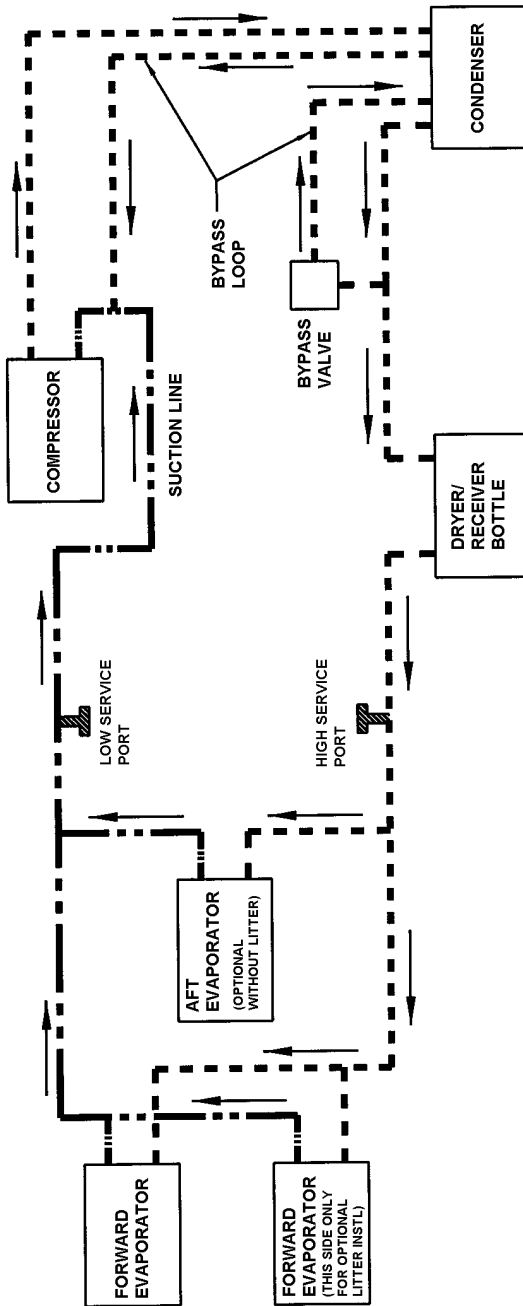 FORWARD
EVAPORATOR
FORWARD
EVAPORATOR
(THIS SIDE ONLY
FOR OPTIONAL
LITTER INSTL)
AFT
EVAPORATOR
(OPTIONAL
WITHOUT LITTER)
LOW SERVICE
PORT
HIGH SERVICE
PORT
COMPRESSOR
SUCTION LINE
DRYER/
RECEIVER
BOTTLE
BYPASS
LOOP
BYPASS
VALVE
CONDENSER